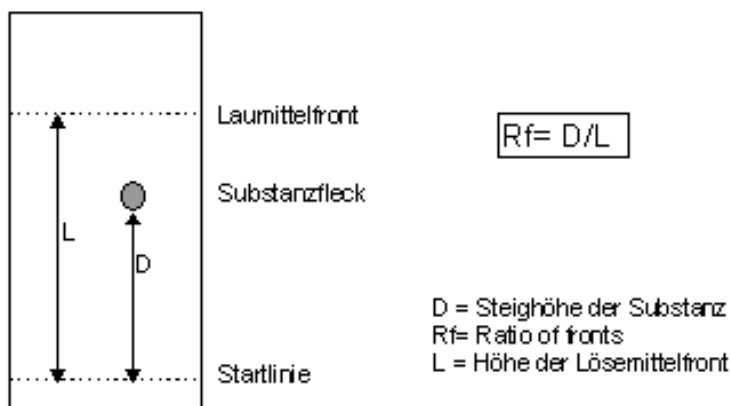 Laumittelfront
Rf= D/L
Substanzfleck
L
D
D = Steighöhe der Substanz
Rf= Ratio of fronts
L = Höhe der Lösemittelfront
Startlinie